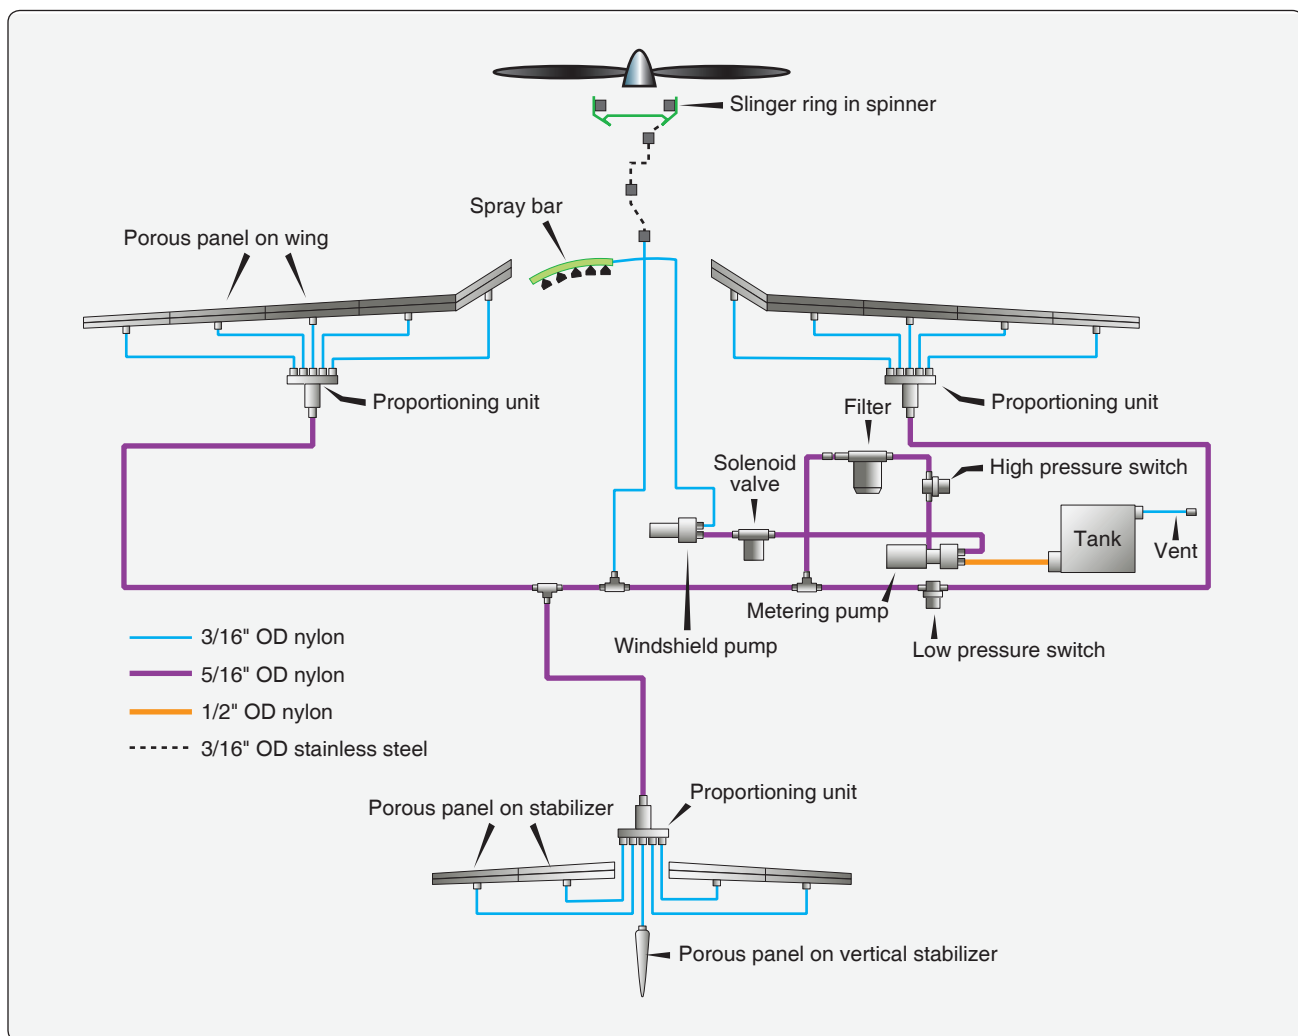 Slinger ring in spinner
Spray bar
Porous panel on wing
Proportioning unit
Proportioning unit
Filter
Solenoid
valve
High pressure switch
Tank
Vent
Metering pump
Windshield pump
Low pressure switch
3/16" OD nylon
5/16" OD nylon
1/2" OD nylon
3/16" OD stainless steel
Proportioning unit
Porous panel on stabilizer
Porous panel on vertical stabilizer